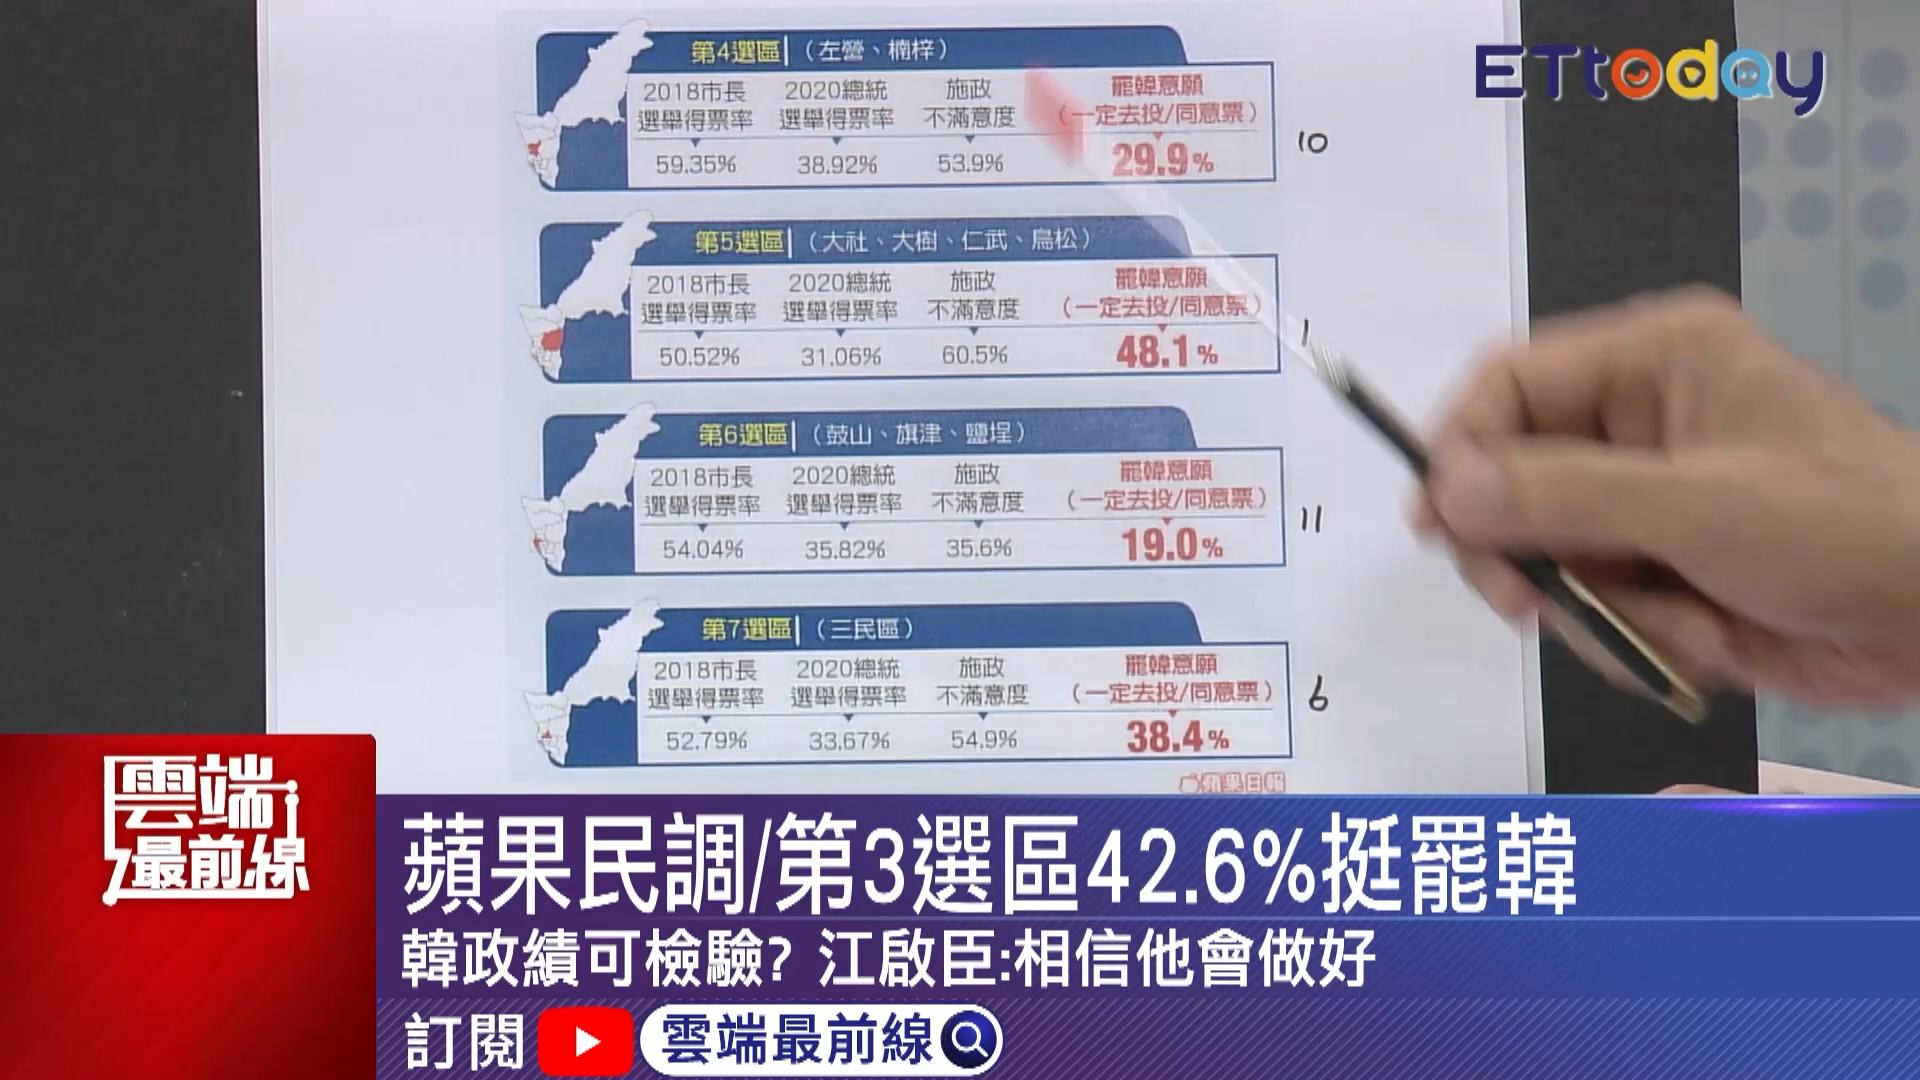 ETtoday
第4選區|(左營、楠梓)
2018市長 2020總統 施政 罷韓意願
選舉得票率 選舉得票率 不滿意度 (一定去投/同意票)
59.35% 38.92% 53.9% 29.9%
10
第5選區|(大社、大樹、仁武、鳥松)
2018市長 2020總統 施政 罷韓意願
選舉得票率 選舉得票率 不滿意度 (一定去投/同意票)
50.52% 31.06% 60.5% 48.1%
1
第6選區|(鼓山、旗津、鹽埕)
2018市長 2020總統 施政 罷韓意願
選舉得票率 選舉得票率 不滿意度 (一定去投/同意票)
54.04% 35.82% 35.6% 19.0%
11
第7選區|(三民區)
2018市長 2020總統 施政 罷韓意願
選舉得票率 選舉得票率 不滿意度 (一定去投/同意票)
52.79% 33.67% 54.9% 38.4%
6
蘋果日報
雲端
最前線
蘋果民調/第3選區42.6%挺罷韓
韓政績可檢驗? 江啟臣:相信他會做好
訂閱 雲端最前線